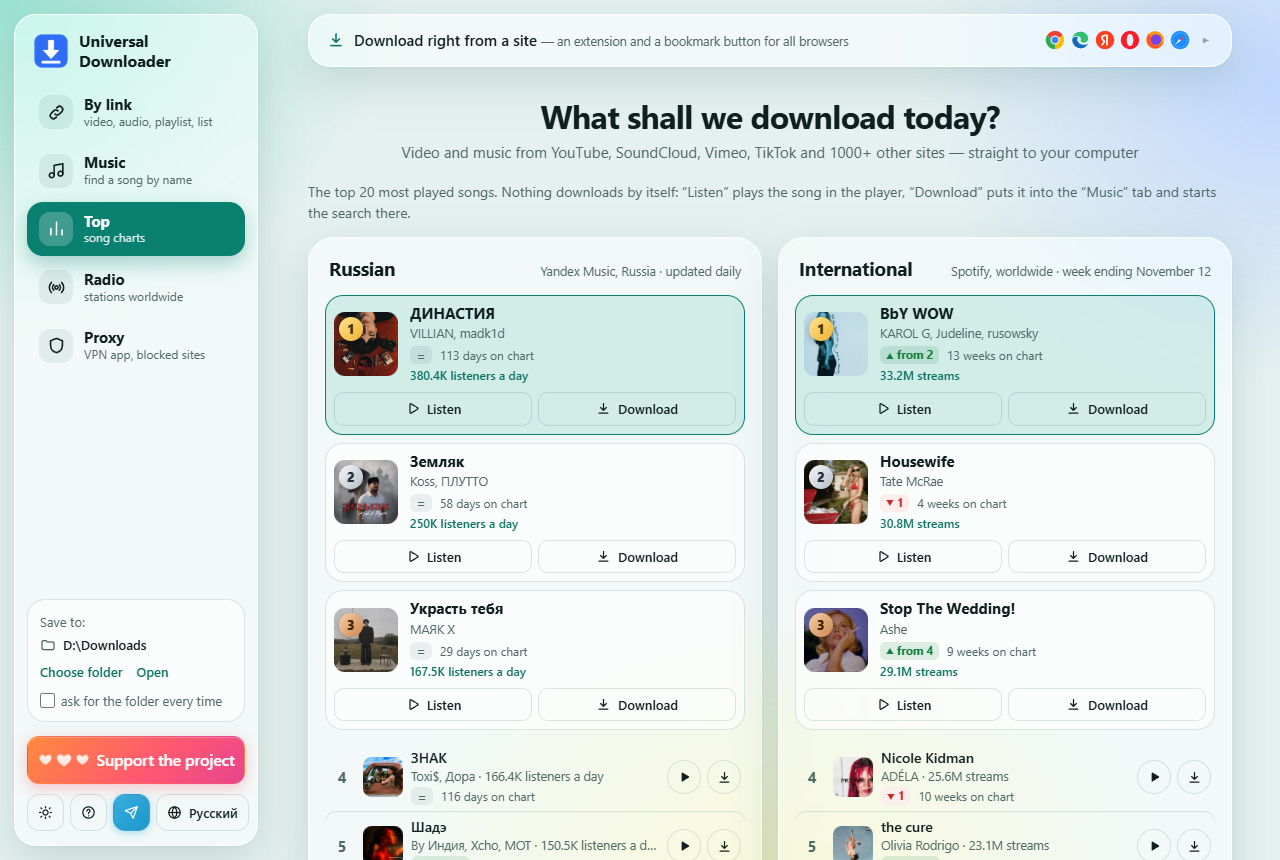 Universal
Downloader
By link
video, audio, playlist, list
Music
find a song by name
Top
song charts
Radio
stations worldwide
Proxy
VPN app, blocked sites
Save to:
D:\Downloads
Choose folder Open
ask for the folder every time
Support the project
Русский
Download right from a site — an extension and a bookmark button for all browsers
What shall we download today?
Video and music from YouTube, SoundCloud, Vimeo, TikTok and 1000+ other sites — straight to your computer
The top 20 most played songs. Nothing downloads by itself: “Listen” plays the song in the player, “Download” puts it into the “Music” tab and starts
the search there.
Russian Yandex Music, Russia · updated daily
1
ДИНАСТИЯ
VILLIAN, madk1d
= 113 days on chart
380.4K listeners a day
Listen Download
2
Земляк
Koss, ПЛУТТО
= 58 days on chart
250K listeners a day
Listen Download
3
Украсть тебя
МАЯК X
= 29 days on chart
167.5K listeners a day
Listen Download
4
ЗНАК
Toxi$, Дора · 166.4K listeners a day
= 116 days on chart
5
Шадэ
By Индия, Xcho, МОТ · 150.5K listeners a d...
International Spotify, worldwide · week ending November 12
1
BbY WOW
KAROL G, Judeline, rusowsky
▲ from 2 13 weeks on chart
33.2M streams
Listen Download
2
Housewife
Tate McRae
▼ 1 4 weeks on chart
30.8M streams
Listen Download
3
Stop The Wedding!
Ashe
▲ from 4 9 weeks on chart
29.1M streams
Listen Download
4
Nicole Kidman
ADÉLA · 25.6M streams
▼ 1 10 weeks on chart
5
the cure
Olivia Rodrigo · 23.1M streams